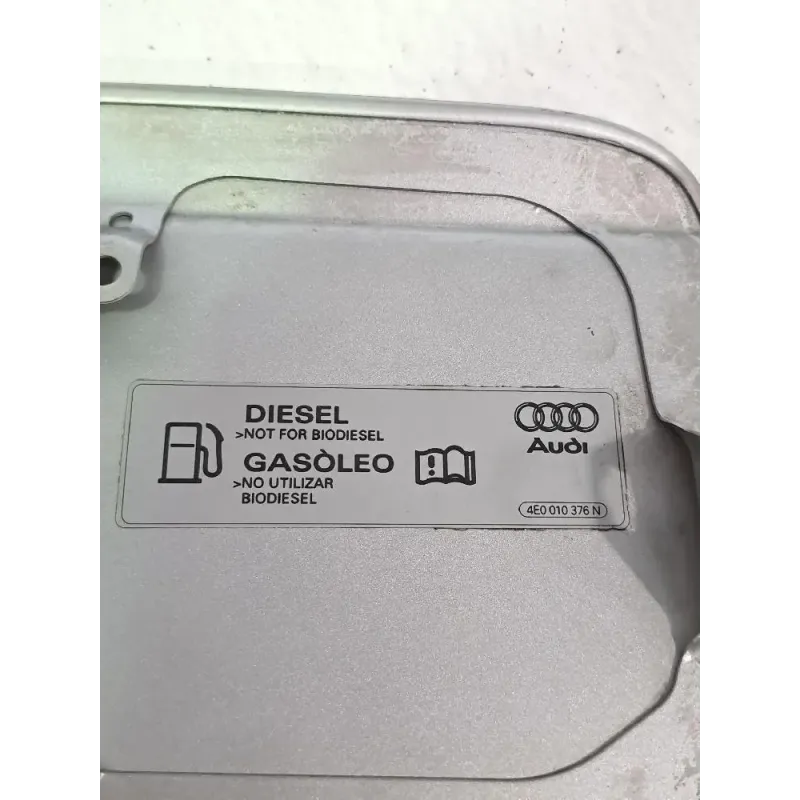 DIESEL
>NOT FOR BIODIESEL
GASÒLEO
>NO UTILIZAR
BIODIESEL
Audi
4E0 010 376 N